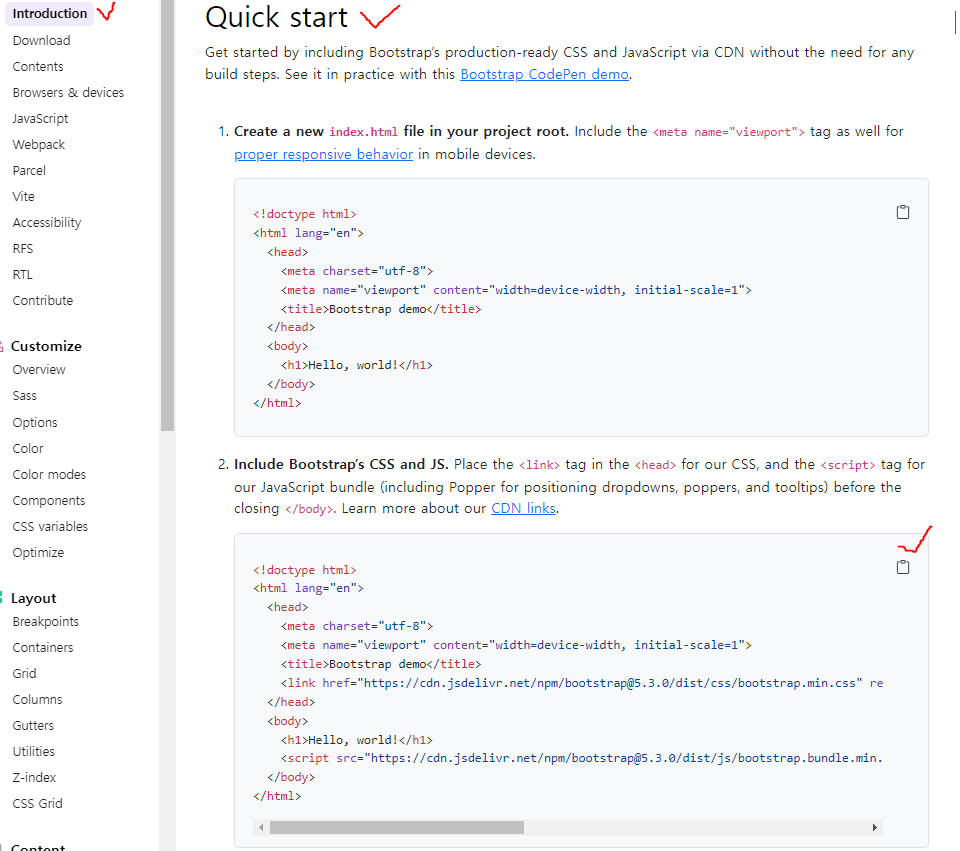 Introduction
Download
Contents
Browsers & devices
JavaScript
Webpack
Parcel
Vite
Accessibility
RFS
RTL
Contribute
Customize
Overview
Sass
Options
Color
Color modes
Components
CSS variables
Optimize
Layout
Breakpoints
Containers
Grid
Columns
Gutters
Utilities
Z-index
CSS Grid
Content
Quick start
Get started by including Bootstrap’s production-ready CSS and JavaScript via CDN without the need for any
build steps. See it in practice with this Bootstrap CodePen demo.
1. Create a new index.html file in your project root. Include the <meta name="viewport"> tag as well for
proper responsive behavior in mobile devices.
<!doctype html>
<html lang="en">
<head>
<meta charset="utf-8">
<meta name="viewport" content="width=device-width, initial-scale=1">
<title>Bootstrap demo</title>
</head>
<body>
<h1>Hello, world!</h1>
</body>
</html>
2. Include Bootstrap’s CSS and JS. Place the <link> tag in the <head> for our CSS, and the <script> tag for
our JavaScript bundle (including Popper for positioning dropdowns, poppers, and tooltips) before the
closing </body>. Learn more about our CDN links.
<!doctype html>
<html lang="en">
<head>
<meta charset="utf-8">
<meta name="viewport" content="width=device-width, initial-scale=1">
<title>Bootstrap demo</title>
<link href="https://cdn.jsdelivr.net/npm/bootstrap@5.3.0/dist/css/bootstrap.min.css" re
</head>
<body>
<h1>Hello, world!</h1>
<script src="https://cdn.jsdelivr.net/npm/bootstrap@5.3.0/dist/js/bootstrap.bundle.min.
</body>
</html>